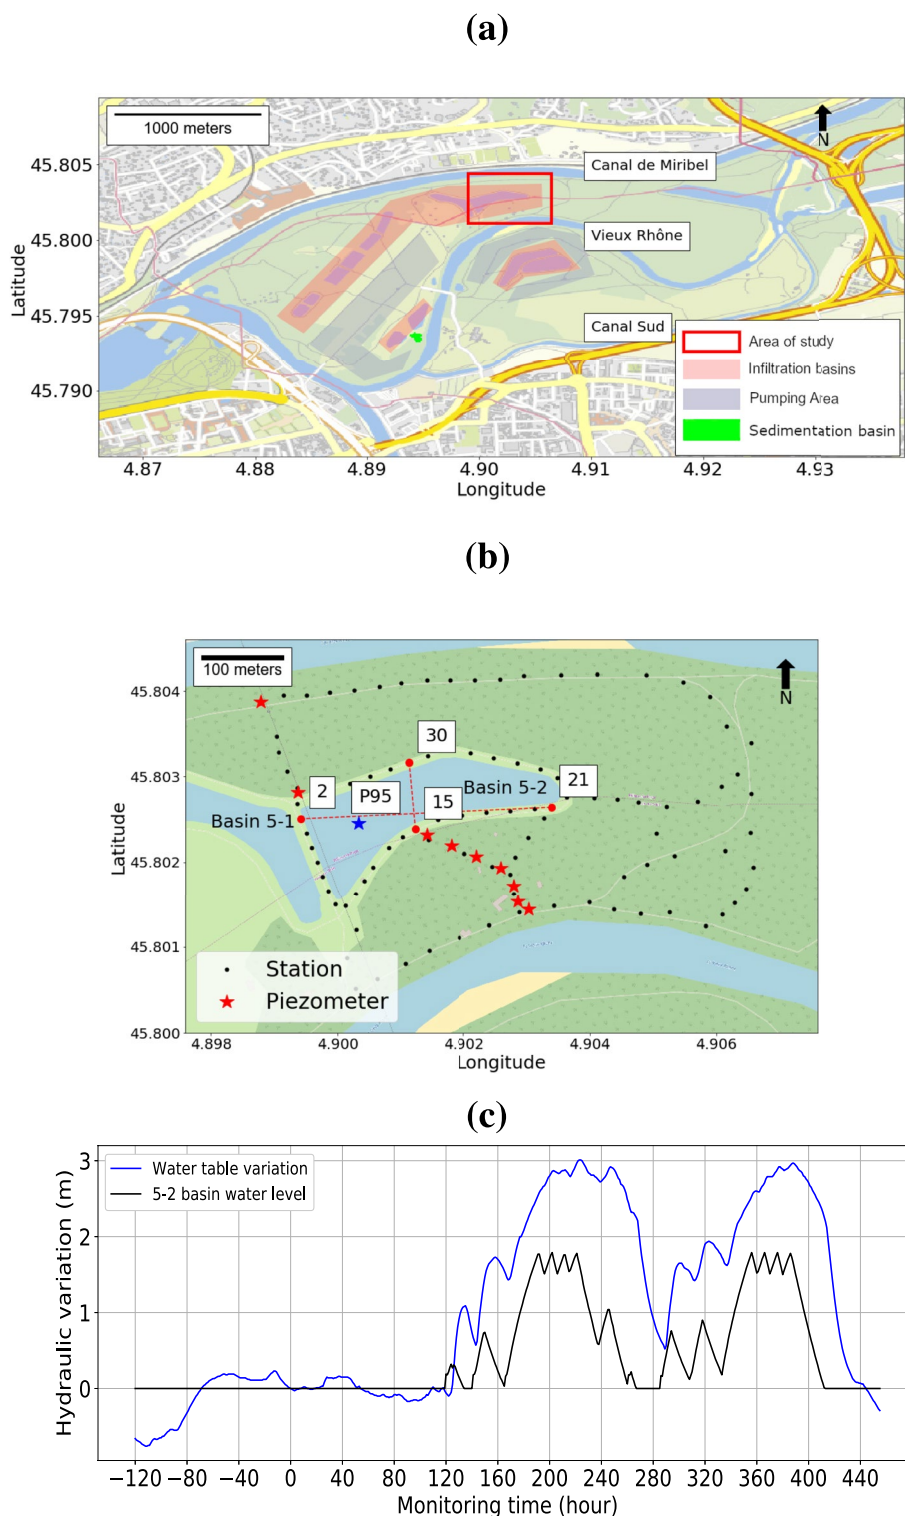 (a)
1000 meters
N
Canal de Miribel
Vieux Rhône
Canal Sud
Area of study
Infiltration basins
Pumping Area
Sedimentation basin
45.805
45.800
45.795
45.790
Latitude
4.87 4.88 4.89 4.90 4.91 4.92 4.93
Longitude
(b)
100 meters
N
30
2
P95
15
Basin 5-2
21
Basin 5-1
Station
Piezometer
45.804
45.803
45.802
45.801
45.800
Latitude
4.898 4.900 4.902 4.904 4.906
Longitude
(c)
Water table variation
5-2 basin water level
3
2
1
0
Hydraulic variation (m)
−120 −80 −40 0 40 80 120 160 200 240 280 320 360 400 440
Monitoring time (hour)